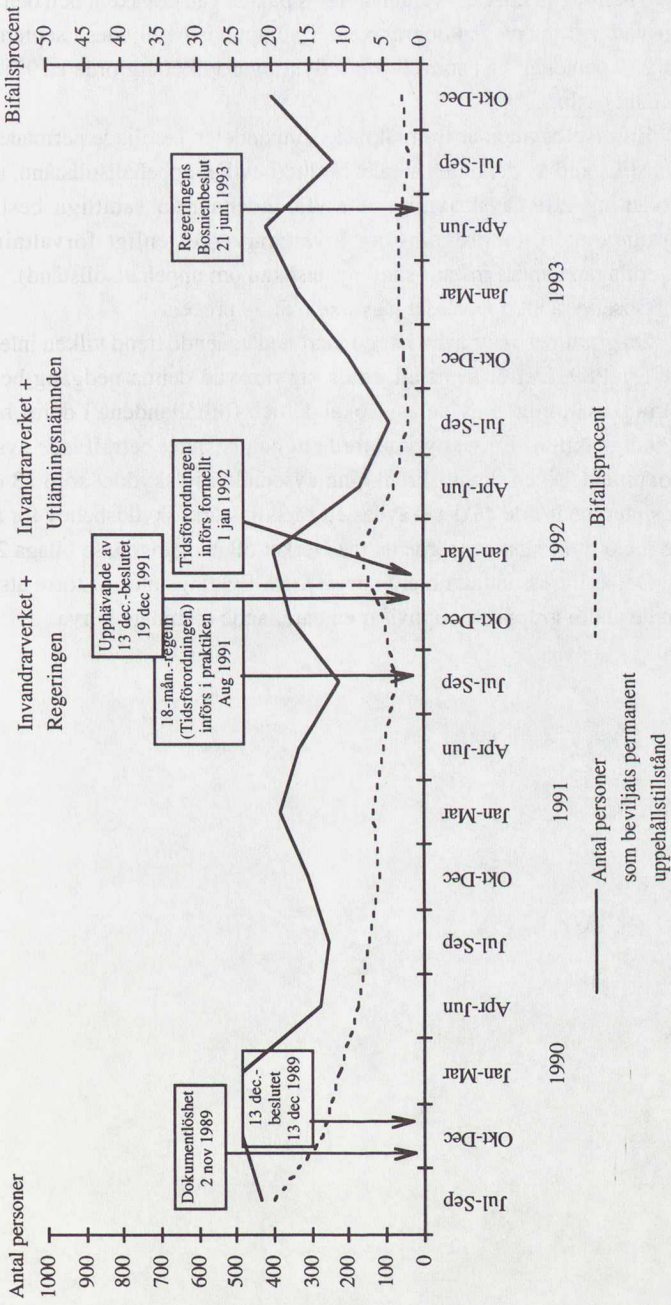 Antal personer
Invandrarverket +
Regeringen
Invandrarverket +
Utlänningsnämnden
Bifallsprocent
1000
900
800
700
600
500
400
300
200
100
0
50
45
40
35
30
25
20
15
10
5
0
Dokumentlöshet
2 nov 1989
13 dec.-
beslutet
13 dec 1989
18-mån.-regeln
(Tidsförordningen)
införs i praktiken
Aug 1991
Upphävande av
13 dec.-beslutet
19 dec 1991
Tidsförordningen
införs formellt
1 jan 1992
Regeringens
Bosnienbeslut
21 juni 1993
Jul-Sep
Okt-Dec
Jan-Mar
Apr-Jun
Jul-Sep
Okt-Dec
Jan-Mar
Apr-Jun
Jul-Sep
Okt-Dec
Jan-Mar
Apr-Jun
Jul-Sep
Okt-Dec
Jan-Mar
Apr-Jun
Jul-Sep
Okt-Dec
1990
1991
1992
1993
Antal personer
som beviljats permanent
uppehållstillstånd
Bifallsprocent